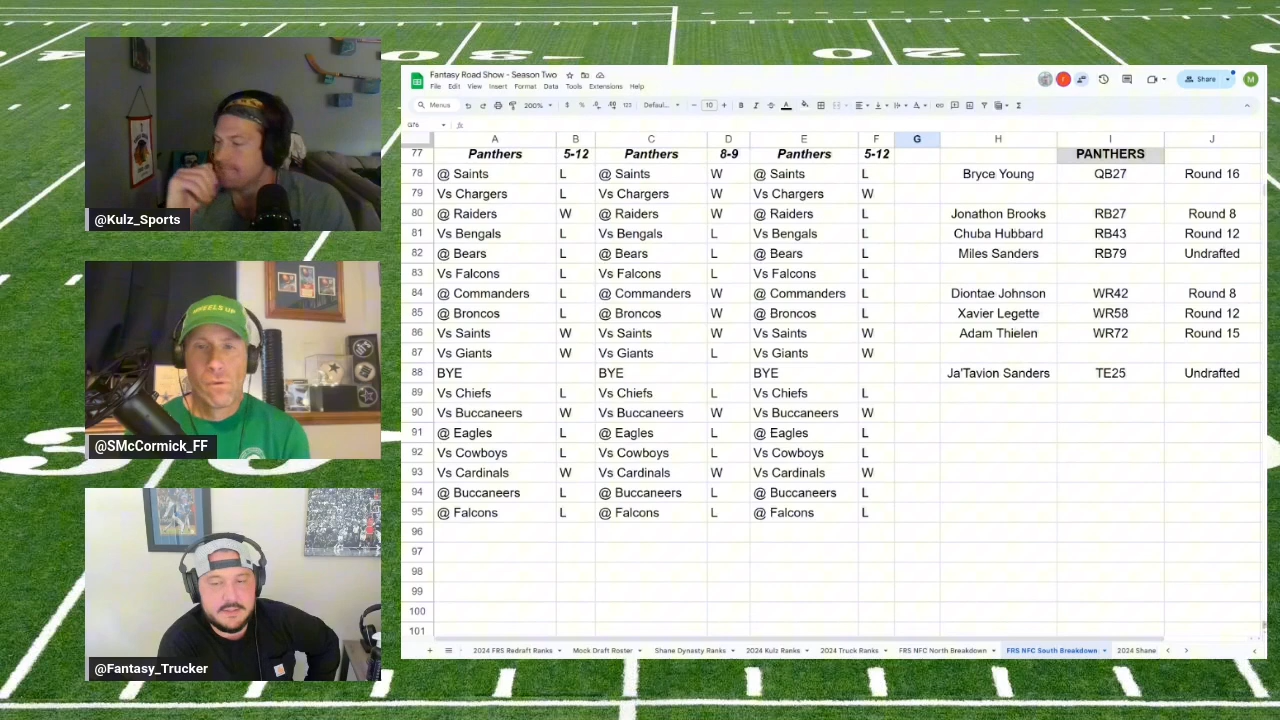 @Kulz_Sports
WHEELS UP
@SMcCormick_FF
@Fantasy_Trucker
Fantasy Road Show - Season Two
File Edit View Insert Format Data Tools Extensions Help
Share M
Menus 200% $ % 123 Defaul... 10 B I A
G76 fx
A B C D E F G H I J
77 Panthers 5-12 Panthers 8-9 Panthers 5-12 PANTHERS
78 @ Saints L @ Saints W @ Saints L Bryce Young QB27 Round 16
79 Vs Chargers L Vs Chargers W Vs Chargers W
80 @ Raiders W @ Raiders W @ Raiders L Jonathon Brooks RB27 Round 8
81 Vs Bengals L Vs Bengals L Vs Bengals L Chuba Hubbard RB43 Round 12
82 @ Bears L @ Bears L @ Bears L Miles Sanders RB79 Undrafted
83 Vs Falcons L Vs Falcons L Vs Falcons L
84 @ Commanders L @ Commanders W @ Commanders L Diontae Johnson WR42 Round 8
85 @ Broncos L @ Broncos W @ Broncos L Xavier Legette WR58 Round 12
86 Vs Saints W Vs Saints W Vs Saints W Adam Thielen WR72 Round 15
87 Vs Giants W Vs Giants L Vs Giants W
88 BYE BYE BYE Ja'Tavion Sanders TE25 Undrafted
89 Vs Chiefs L Vs Chiefs L Vs Chiefs L
90 Vs Buccaneers W Vs Buccaneers W Vs Buccaneers W
91 @ Eagles L @ Eagles L @ Eagles L
92 Vs Cowboys L Vs Cowboys L Vs Cowboys L
93 Vs Cardinals W Vs Cardinals W Vs Cardinals W
94 @ Buccaneers L @ Buccaneers L @ Buccaneers L
95 @ Falcons L @ Falcons L @ Falcons L
96
97
98
99
100
101
2024 FRS Redraft Ranks Mock Draft Roster Shane Dynasty Ranks 2024 Kulz Ranks 2024 Truck Ranks FRS NFC North Breakdown FRS NFC South Breakdown 2024 Shane